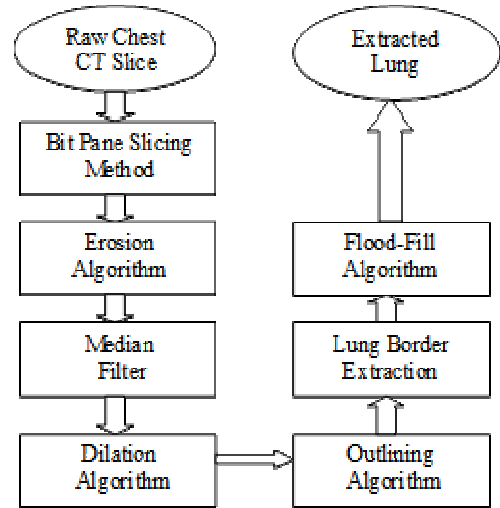 Raw Chest
CT Slice
Bit Pane Slicing
Method
Erosion
Algorithm
Median
Filter
Dilation
Algorithm
Outlining
Algorithm
Lung Border
Extraction
Flood-Fill
Algorithm
Extracted
Lung